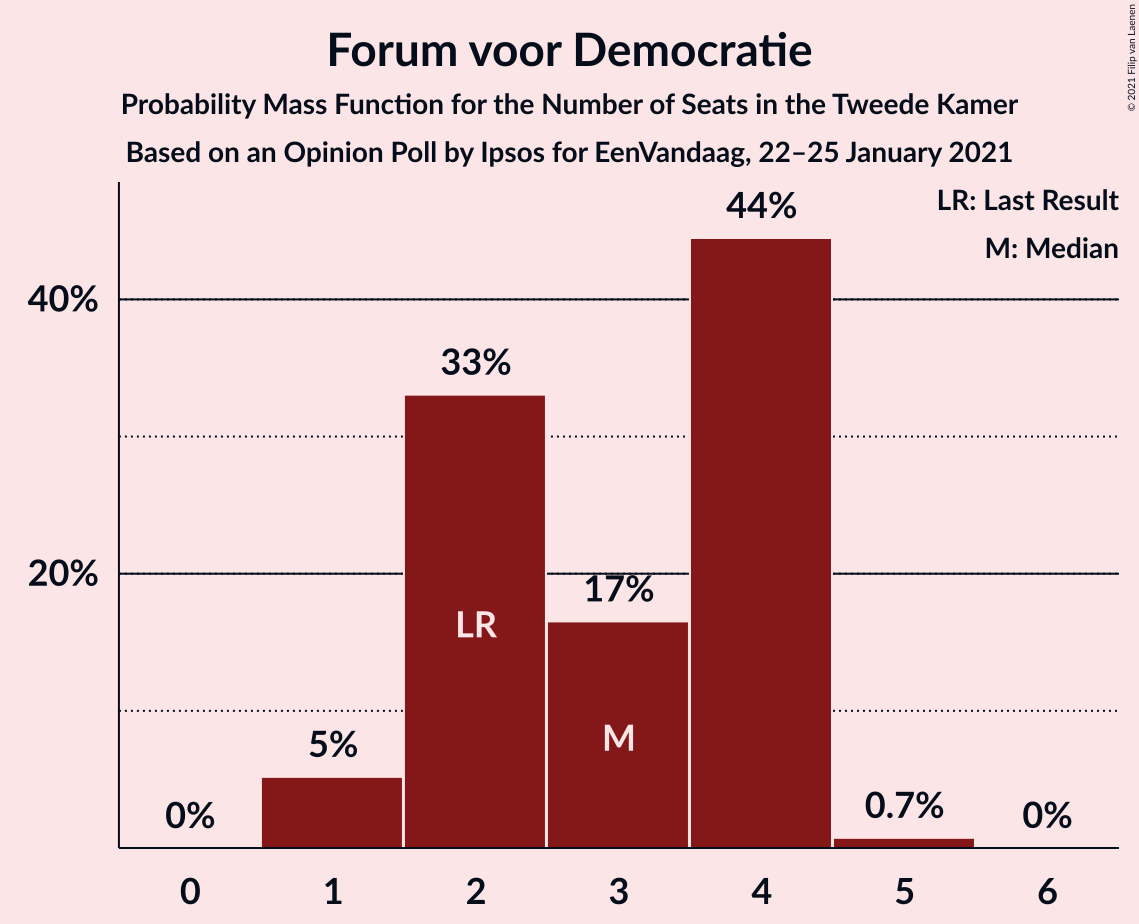 Forum voor Democratie
Probability Mass Function for the Number of Seats in the Tweede Kamer
Based on an Opinion Poll by Ipsos for EenVandaag, 22–25 January 2021
© 2021 Filip van Laenen
LR: Last Result
M: Median
44%
40%
33%
20%
17%
LR
M
5%
0%
0.7%
0%
0 1 2 3 4 5 6